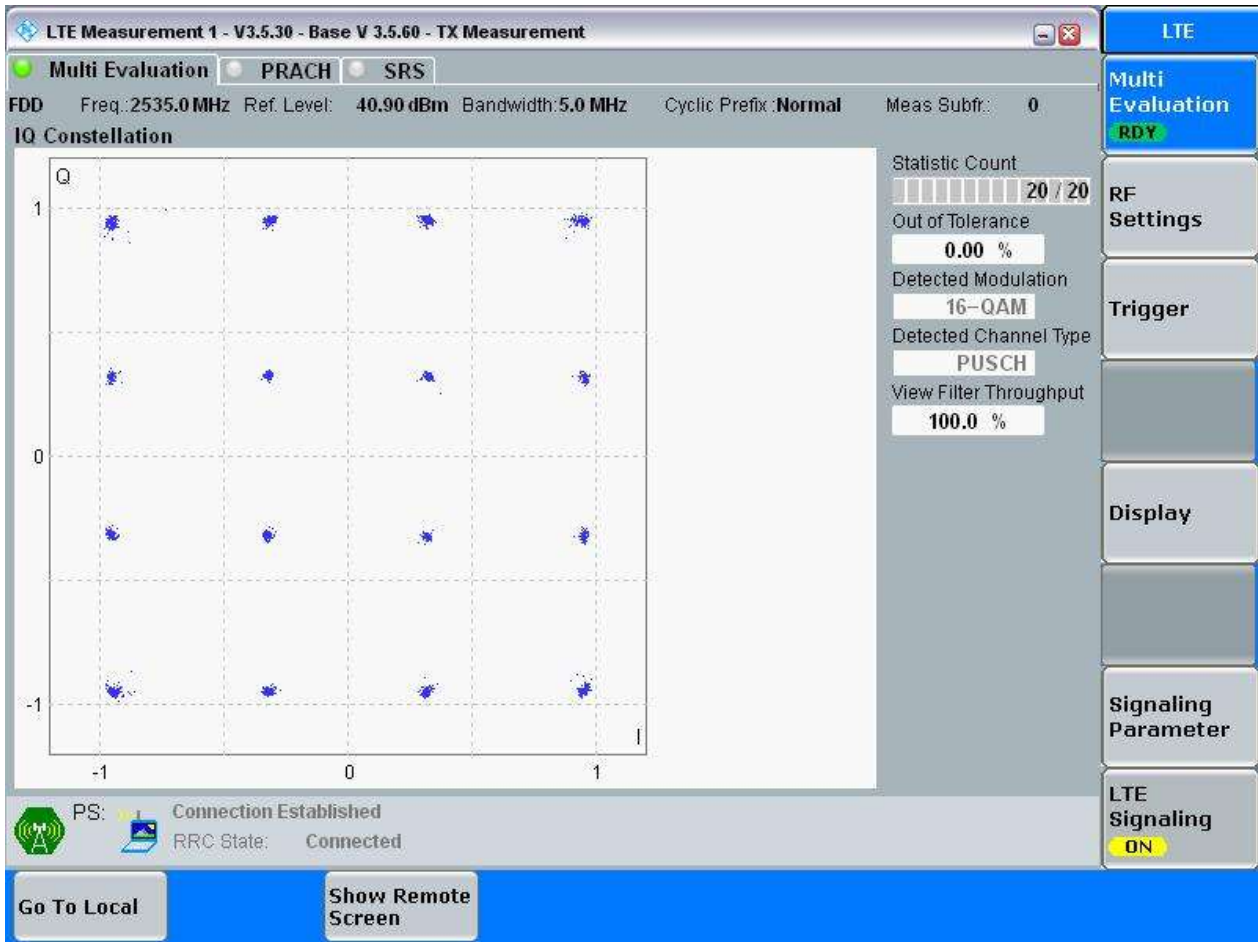 LTE Measurement 1 - V3.5.30 - Base V 3.5.60 - TX Measurement
LTE
Multi Evaluation PRACH SRS
FDD Freq.:2535.0 MHz Ref. Level: 40.90 dBm Bandwidth:5.0 MHz Cyclic Prefix :Normal Meas Subfr.: 0
IQ Constellation
Q
1
0
-1
I
-1 0 1
Statistic Count
20 / 20
Out of Tolerance
0.00 %
Detected Modulation
16-QAM
Detected Channel Type
PUSCH
View Filter Throughput
100.0 %
Multi
Evaluation
RDY
RF
Settings
Trigger
Display
Signaling
Parameter
LTE
Signaling
ON
PS: Connection Established
RRC State: Connected
Go To Local
Show Remote
Screen